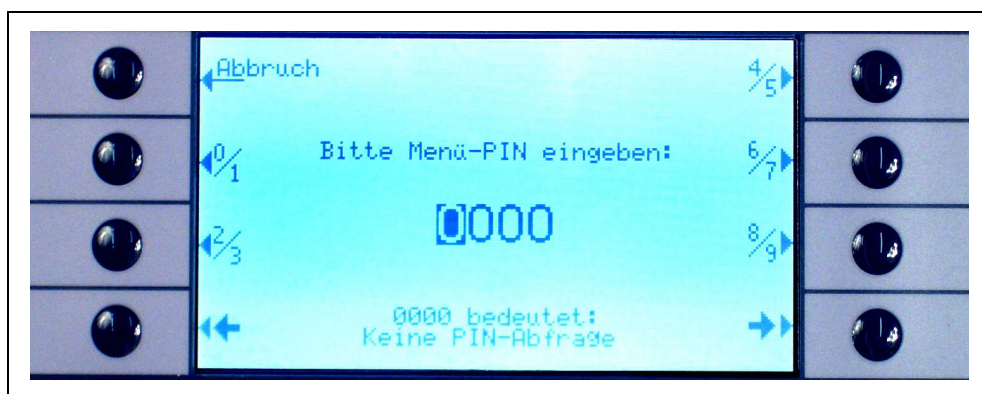 Abbruch
4/5
0/1
Bitte Menü-PIN eingeben:
6/7
0000
2/3
8/9
0000 bedeutet:
Keine PIN-Abfrage